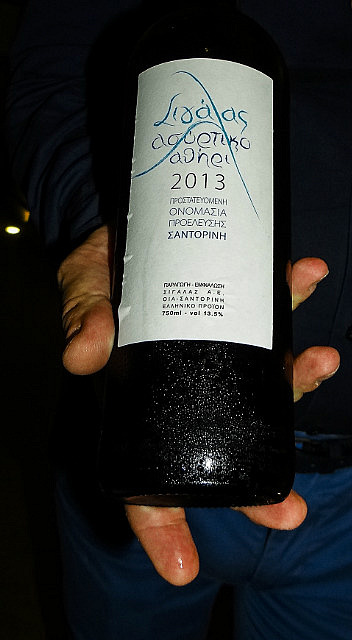 Σιγάλας
ασύρτικο
αθήρι
2013
ΠΡΟΣΤΑΤΕΥΟΜΕΝΗ
ΟΝΟΜΑΣΙΑ
ΠΡΟΕΛΕΥΣΗΣ
ΣΑΝΤΟΡΙΝΗ
ΠΑΡΑΓΩΓΗ - ΕΜΦΙΑΛΩΣΗ
ΣΙΓΑΛΑΣ Α.Ε.
ΟΙΑ-ΣΑΝΤΟΡΙΝΗ
ΕΛΛΗΝΙΚΟ ΠΡΟΪΟΝ
750ml - vol 13.5%